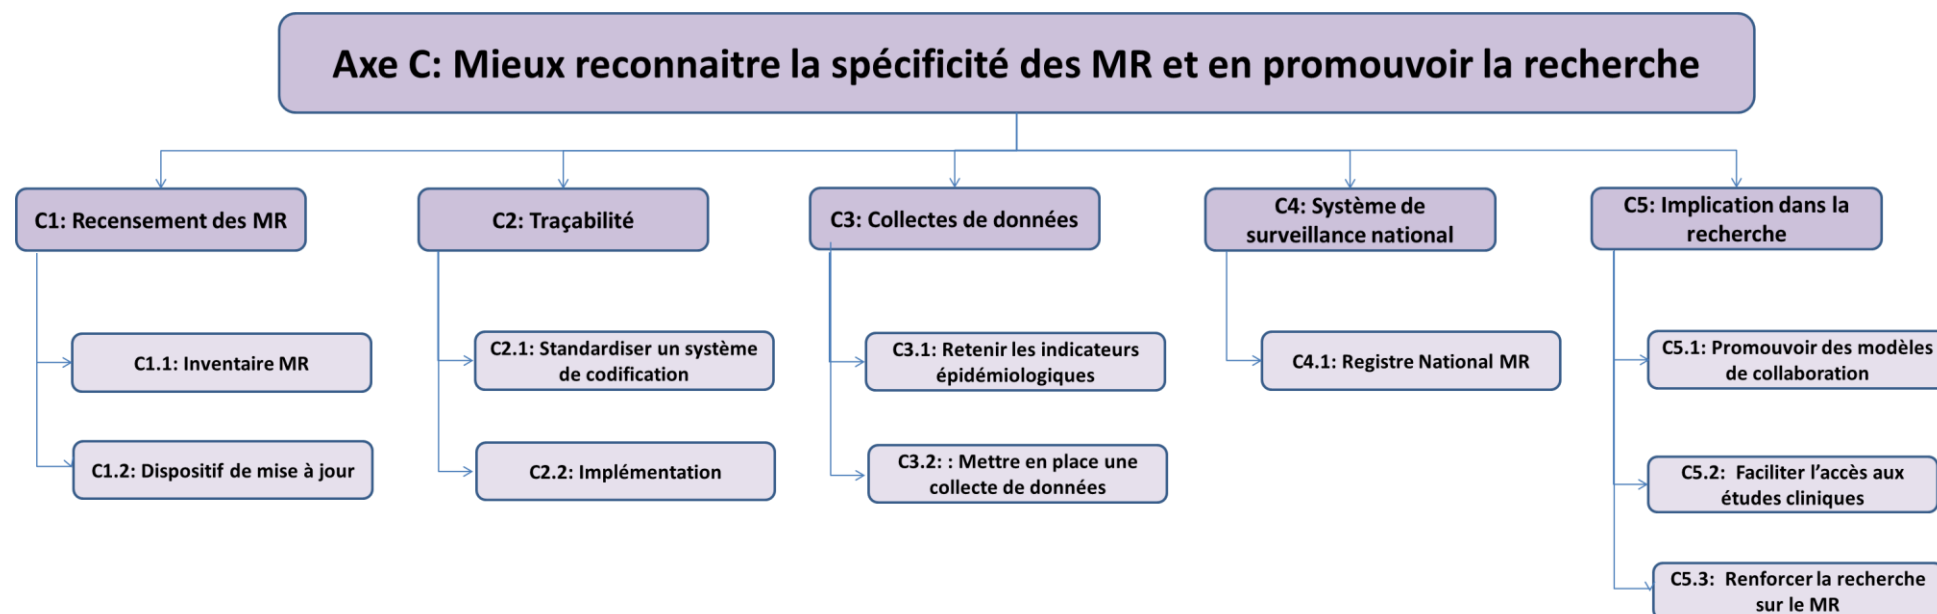 Axe C: Mieux reconnaitre la spécificité des MR et en promouvoir la recherche
C1: Recensement des MR
C1.1: Inventaire MR
C1.2: Dispositif de mise à jour
C2: Traçabilité
C2.1: Standardiser un système
de codification
C2.2: Implémentation
C3: Collectes de données
C3.1: Retenir les indicateurs
épidémiologiques
C3.2: : Mettre en place une
collecte de données
C4: Système de
surveillance national
C4.1: Registre National MR
C5: Implication dans la
recherche
C5.1: Promouvoir des modèles
de collaboration
C5.2:  Faciliter l’accès aux
études cliniques
C5.3:  Renforcer la recherche
sur le MR